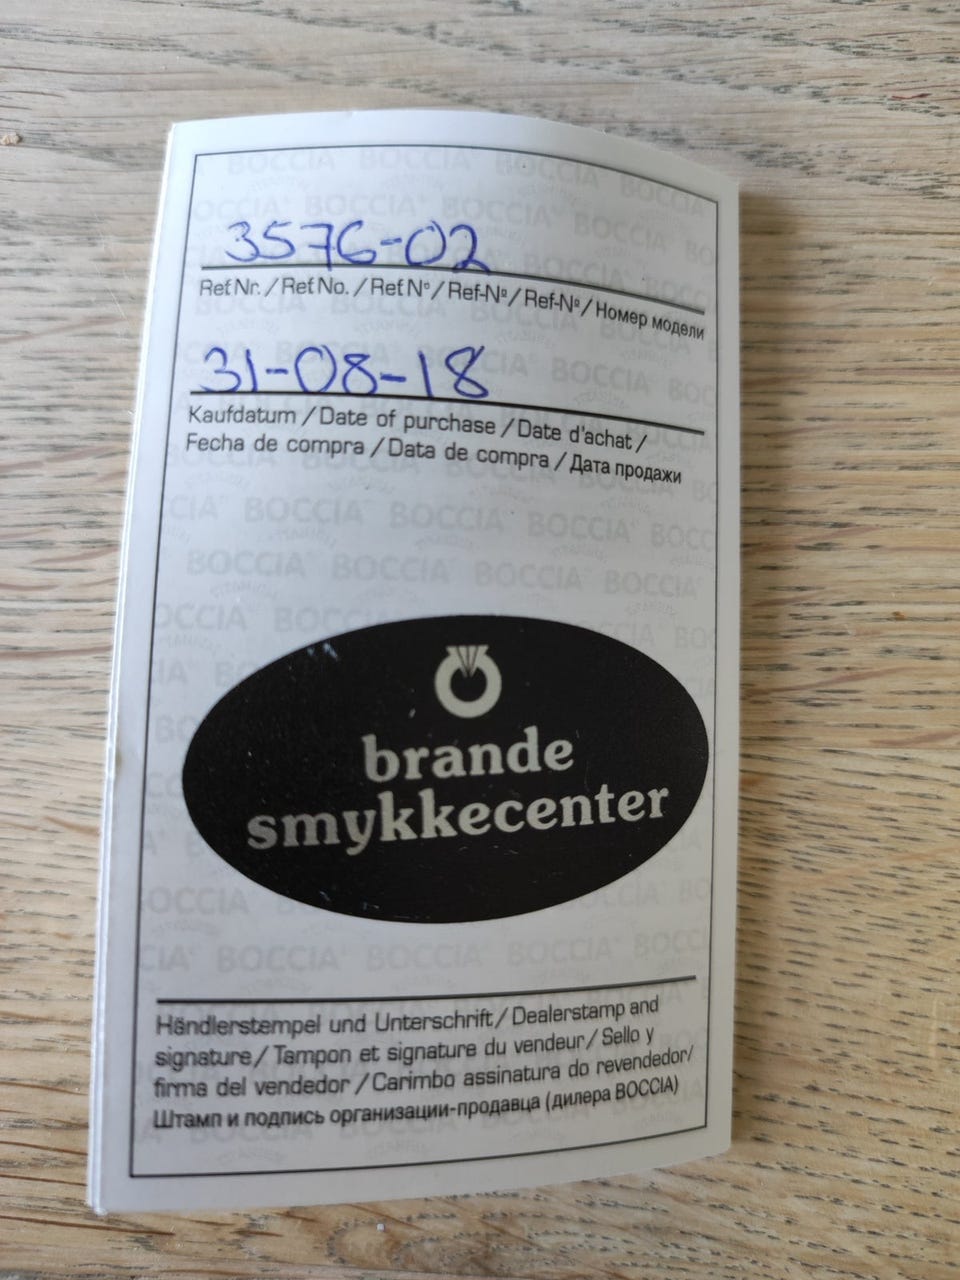 3576-02
Ref.Nr. / Ref.No. / Ref.N° / Ref-Nº / Ref-Nº / Номер модели
31-08-18
Kaufdatum / Date of purchase / Date d'achat /
Fecha de compra / Data de compra / Дата продажи
brande
smykkecenter
Händlerstempel und Unterschrift / Dealerstamp and
signature / Tampon et signature du vendeur / Sello y
firma del vendedor / Carimbo assinatura do revendedor /
Штамп и подпись организации-продавца (дилера BOCCIA)